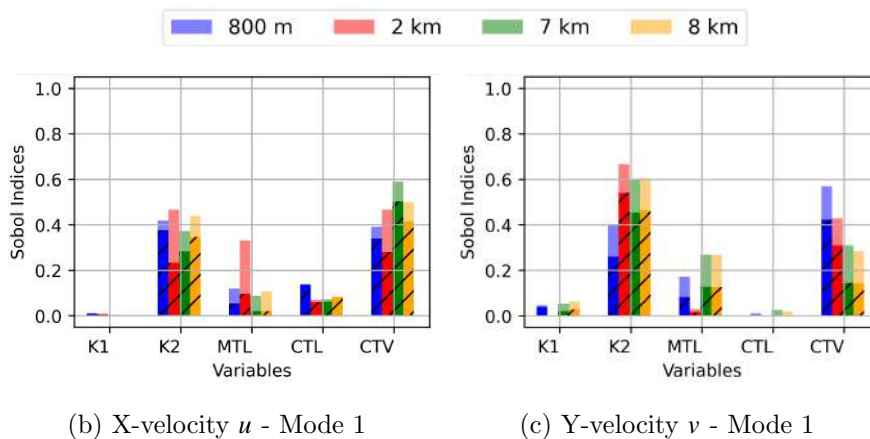 800 m 2 km 7 km 8 km
1.0
0.8
0.6
0.4
0.2
0.0
Sobol Indices
K1 K2 MTL CTL CTV
Variables
(b) X-velocity u - Mode 1
1.0
0.8
0.6
0.4
0.2
0.0
Sobol Indices
K1 K2 MTL CTL CTV
Variables
(c) Y-velocity v - Mode 1